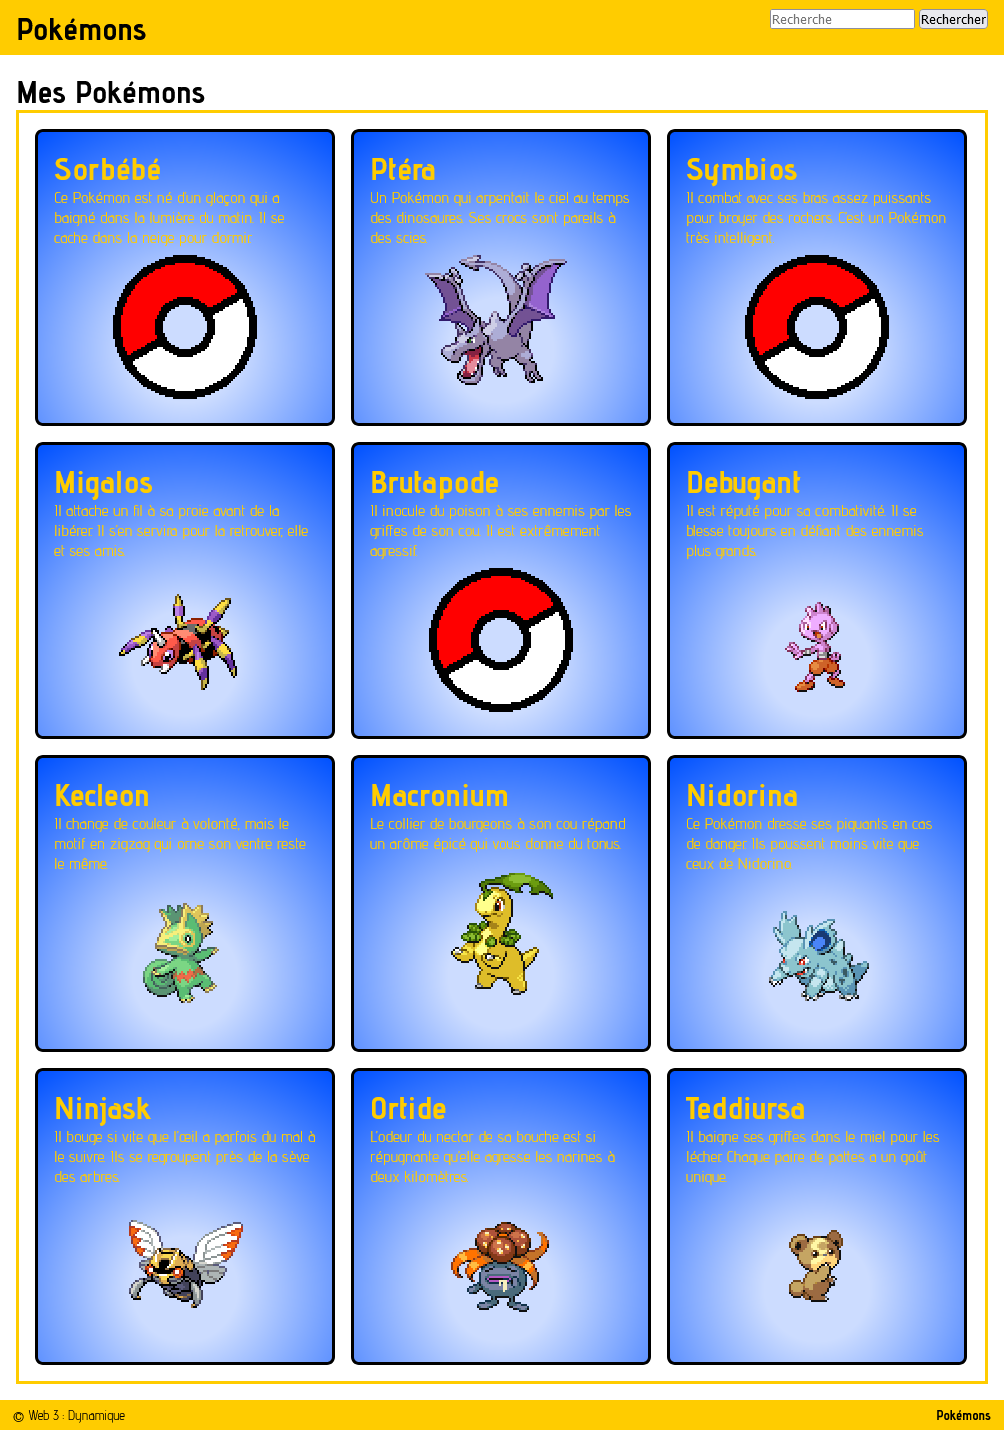 Pokémons
Recherche
Rechercher
Mes Pokémons
Sorbébé
Ce Pokémon est né d'un glaçon qui a
baigné dans la lumière du matin. Il se
cache dans la neige pour dormir.
Ptéra
Un Pokémon qui arpentait le ciel au temps
des dinosaures. Ses crocs sont pareils à
des scies.
Symbios
Il combat avec ses bras assez puissants
pour broyer des rochers. C'est un Pokémon
très intelligent.
Migalos
Il attache un fil à sa proie avant de la
libérer. Il s'en servira pour la retrouver, elle
et ses amis.
Brutapode
Il inocule du poison à ses ennemis par les
griffes de son cou. Il est extrêmement
agressif.
Debugant
Il est réputé pour sa combativité. Il se
blesse toujours en défiant des ennemis
plus grands.
Kecleon
Il change de couleur à volonté, mais le
motif en zigzag qui orne son ventre reste
le même.
Macronium
Le collier de bourgeons à son cou répand
un arôme épicé qui vous donne du tonus.
Nidorina
Ce Pokémon dresse ses piquants en cas
de danger. Ils poussent moins vite que
ceux de Nidorino.
Ninjask
Il bouge si vite que l'œil a parfois du mal à
le suivre. Ils se regroupent près de la sève
des arbres.
Ortide
L'odeur du nectar de sa bouche est si
répugnante qu'elle agresse les narines à
deux kilomètres.
Teddiursa
Il baigne ses griffes dans le miel pour les
lécher. Chaque paire de pattes a un goût
unique.
© Web 3 : Dynamique
Pokémons